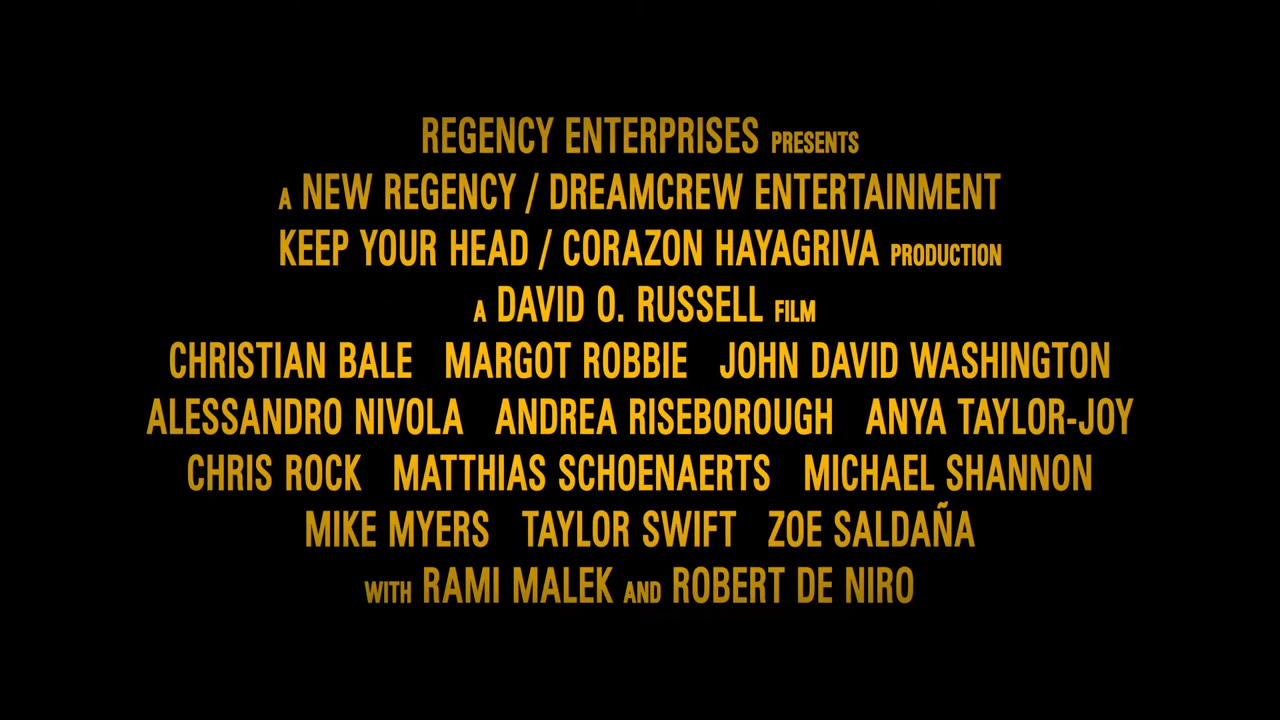 REGENCY ENTERPRISES PRESENTS
A NEW REGENCY / DREAMCREW ENTERTAINMENT
KEEP YOUR HEAD / CORAZON HAYAGRIVA PRODUCTION
A DAVID O. RUSSELL FILM
CHRISTIAN BALE MARGOT ROBBIE JOHN DAVID WASHINGTON
ALESSANDRO NIVOLA ANDREA RISEBOROUGH ANYA TAYLOR-JOY
CHRIS ROCK MATTHIAS SCHOENAERTS MICHAEL SHANNON
MIKE MYERS TAYLOR SWIFT ZOE SALDAÑA
WITH RAMI MALEK AND ROBERT DE NIRO